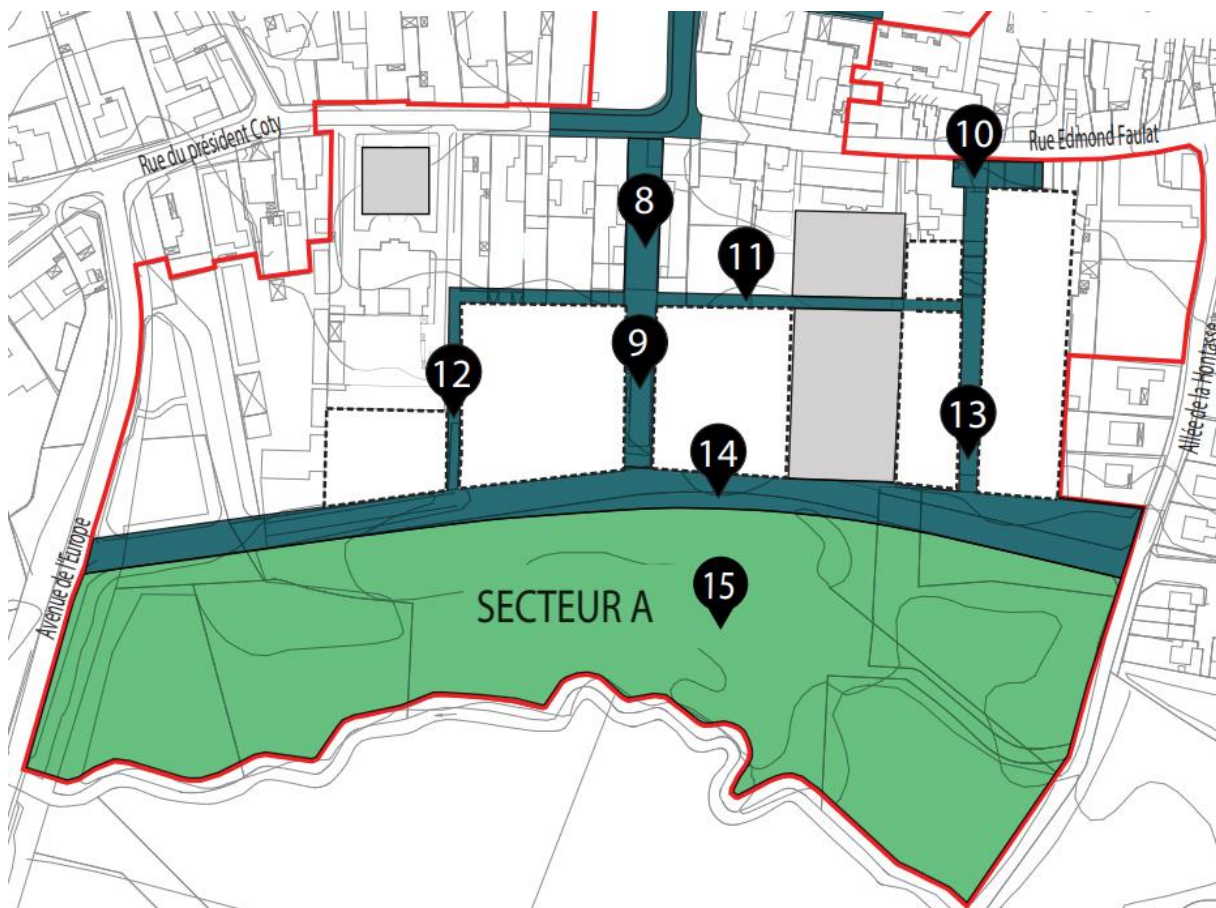 Rue du président Coty
10
Rue Edmond Faulat
8
11
9
12
13
14
Allée de la Hontasse
Avenue de l'Europe
15
SECTEUR A